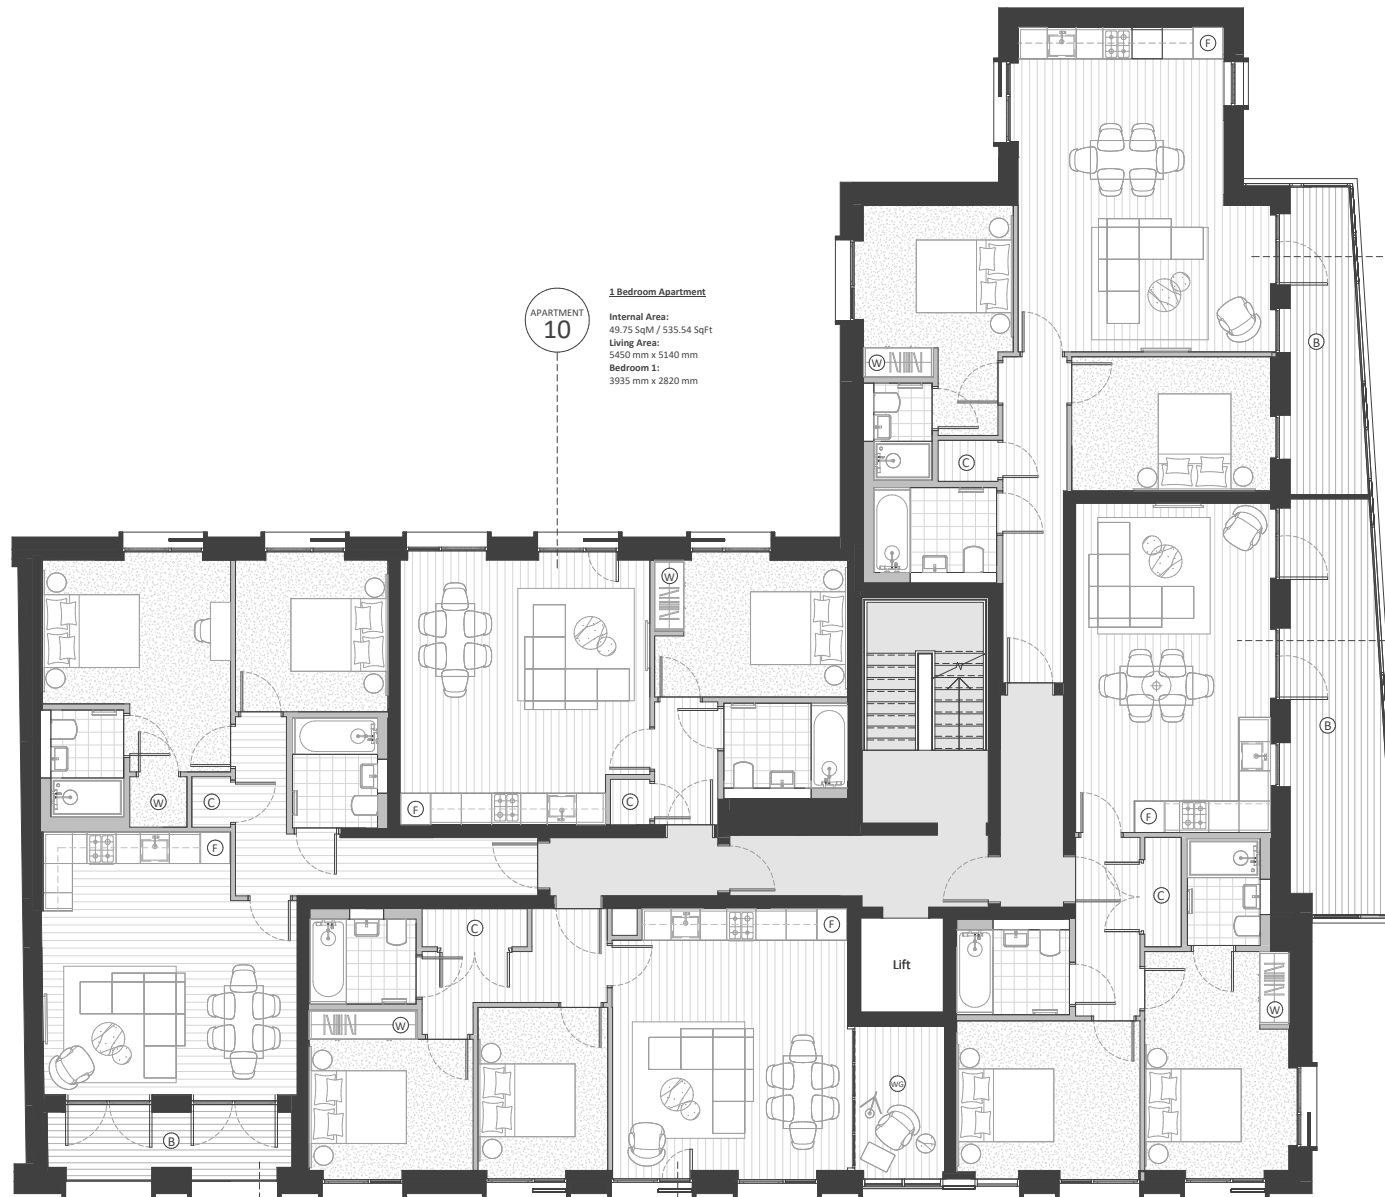 F
1 Bedroom Apartment
APARTMENT
10
Internal Area:
49.75 SqM / 535.54 SqFt
Living Area:
5450 mm x 5140 mm
Bedroom 1:
3935 mm x 2820 mm
B
W
C
W
B
W
C
C
F
F
F
C
C
F
Lift
W
W
WG
B